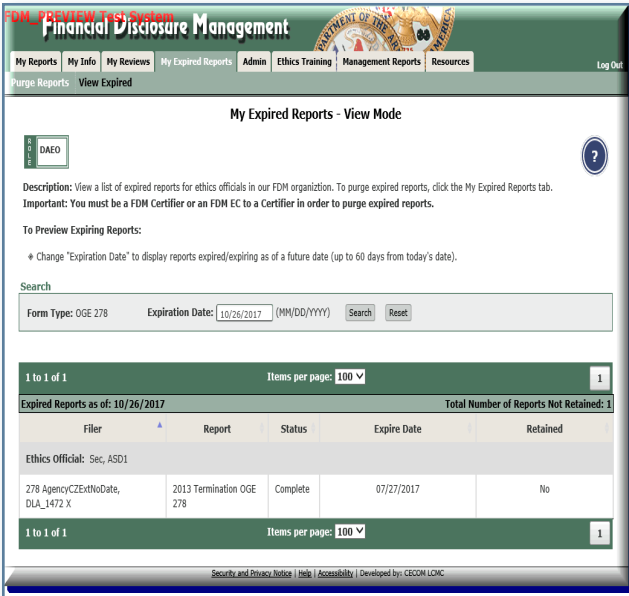 FDM_PREVIEW Test System
Financial Disclosure Management
My Reports My Info My Reviews My Expired Reports Admin Ethics Training Management Reports Resources Log Out
Purge Reports View Expired
My Expired Reports - View Mode
ROLE DAEO
?
Description: View a list of expired reports for ethics officials in our FDM organiztion. To purge expired reports, click the My Expired Reports tab.
Important: You must be a FDM Certifier or an FDM EC to a Certifier in order to purge expired reports.
To Preview Expiring Reports:
Change "Expiration Date" to display reports expired/expiring as of a future date (up to 60 days from today's date).
Search
Form Type: OGE 278 Expiration Date: 10/26/2017 (MM/DD/YYYY) Search Reset
1 to 1 of 1 Items per page: 100 1
Expired Reports as of: 10/26/2017 Total Number of Reports Not Retained: 1
Filer Report Status Expire Date Retained
Ethics Official: Sec, ASD1
278 AgencyCZExtNoDate, 2013 Termination OGE Complete 07/27/2017 No
DLA_1472 X 278
1 to 1 of 1 Items per page: 100 1
Security and Privacy Notice | Help | Accessibility | Developed by: CECOM LCMC